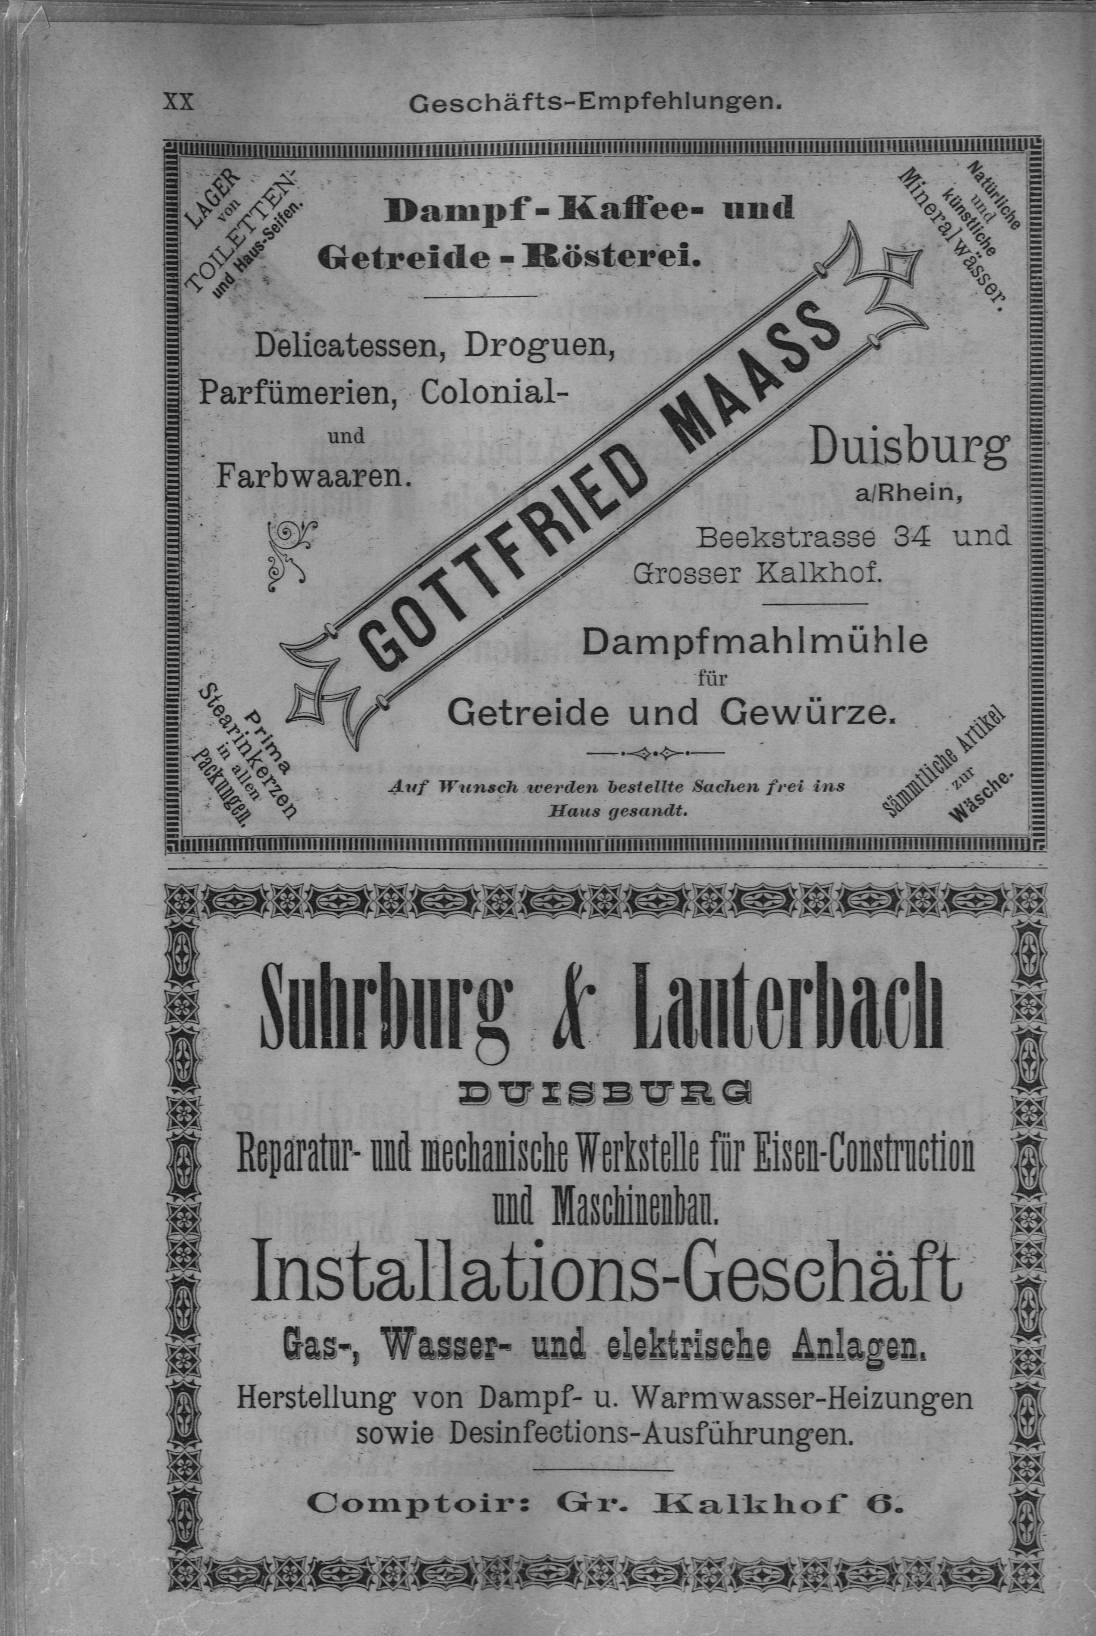 XX
Geschäfts-Empfehlungen.
LAGER
von
TOILETTEN-
und Haus-Seifen.
Dampf-Kaffee- und
Getreide-Rösterei.
Natürliche
und
künstliche
Mineralwässer.
Delicatessen, Droguen,
Parfümerien, Colonial-
und
Farbwaaren.
GOTTFRIED MAASS
Duisburg
a/Rhein,
Beekstrasse 34 und
Grosser Kalkhof.
Dampfmahlmühle
für
Getreide und Gewürze.
Prima
Stearinkerzen
in allen
Packungen.
Auf Wunsch werden bestellte Sachen frei ins
Haus gesandt.
Sämmtliche Artikel
zur
Wäsche.
Suhrburg & Lauterbach
DUISBURG
Reparatur- und mechanische Werkstelle für Eisen-Construction
und Maschinenbau.
Installations-Geschäft
Gas-, Wasser- und elektrische Anlagen.
Herstellung von Dampf- u. Warmwasser-Heizungen
sowie Desinfections-Ausführungen.
Comptoir: Gr. Kalkhof 6.